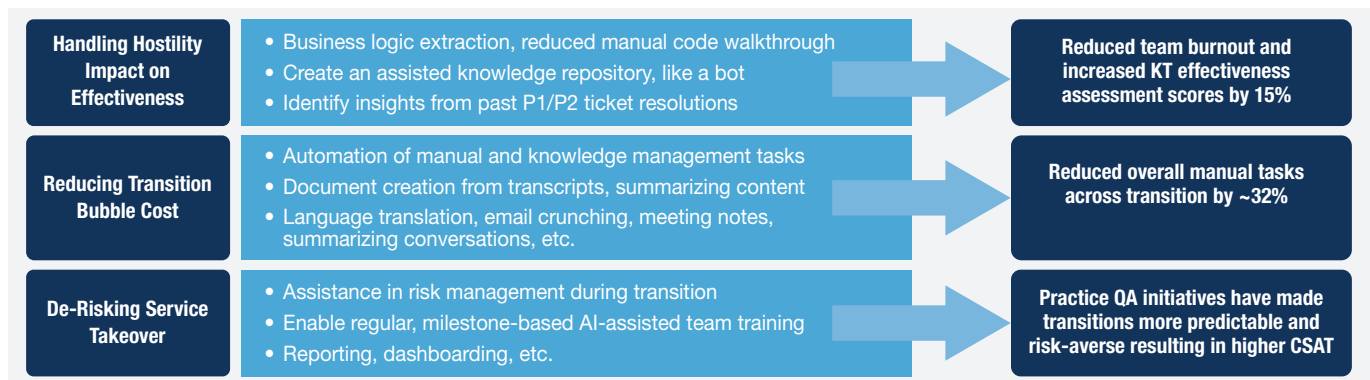 Handling Hostility
Impact on
Effectiveness
• Business logic extraction, reduced manual code walkthrough
• Create an assisted knowledge repository, like a bot
• Identify insights from past P1/P2 ticket resolutions
Reduced team burnout and
increased KT effectiveness
assessment scores by 15%
Reducing Transition
Bubble Cost
• Automation of manual and knowledge management tasks
• Document creation from transcripts, summarizing content
• Language translation, email crunching, meeting notes,
summarizing conversations, etc.
Reduced overall manual tasks
across transition by ~32%
De-Risking Service
Takeover
• Assistance in risk management during transition
• Enable regular, milestone-based AI-assisted team training
• Reporting, dashboarding, etc.
Practice QA initiatives have made
transitions more predictable and
risk-averse resulting in higher CSAT